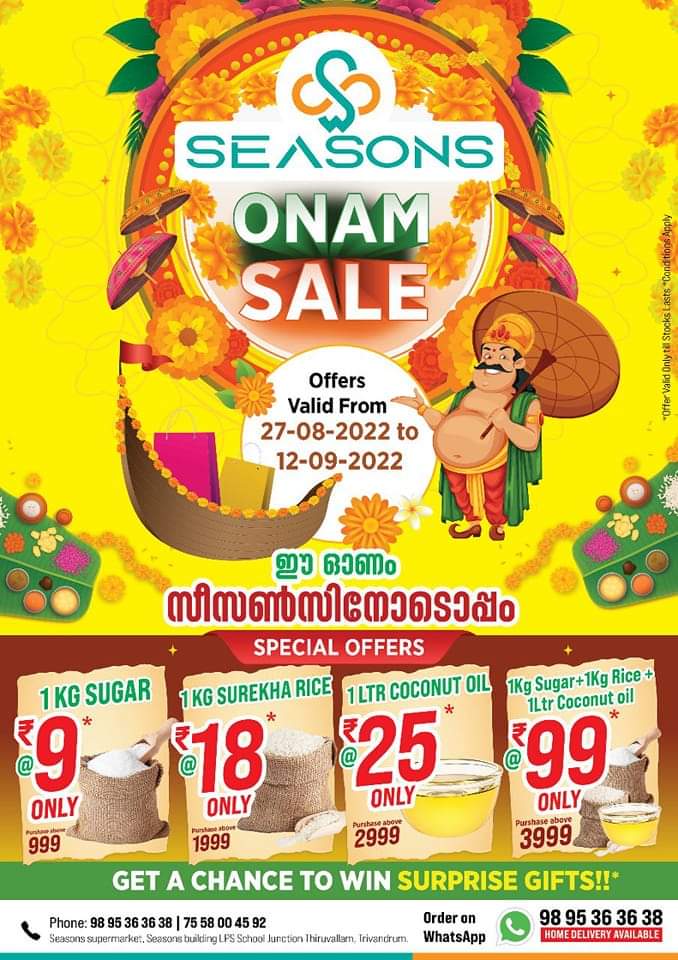 SEASONS
ONAM
SALE
Offers
Valid From
27-08-2022 to
12-09-2022
*Offer Valid Only till Stocks Lasts *Conditions Apply
ഈ ഓണം
സീസൺസിനോടൊപ്പം
SPECIAL OFFERS
1 KG SUGAR
₹@9*
ONLY
Purshase above
999
1 KG SUREKHA RICE
₹@18*
ONLY
Purshase above
1999
1 LTR COCONUT OIL
₹@25*
ONLY
Purshase above
2999
1Kg Sugar+1Kg Rice +
1Ltr Coconut oil
₹@99*
ONLY
Purshase above
3999
GET A CHANCE TO WIN SURPRISE GIFTS!!*
Phone: 98 95 36 36 38 | 75 58 00 45 92
Seasons supermarket, Seasons building LPS School Junction Thiruvallam, Trivandrum.
Order on
WhatsApp
98 95 36 36 38
HOME DELIVERY AVAILABLE